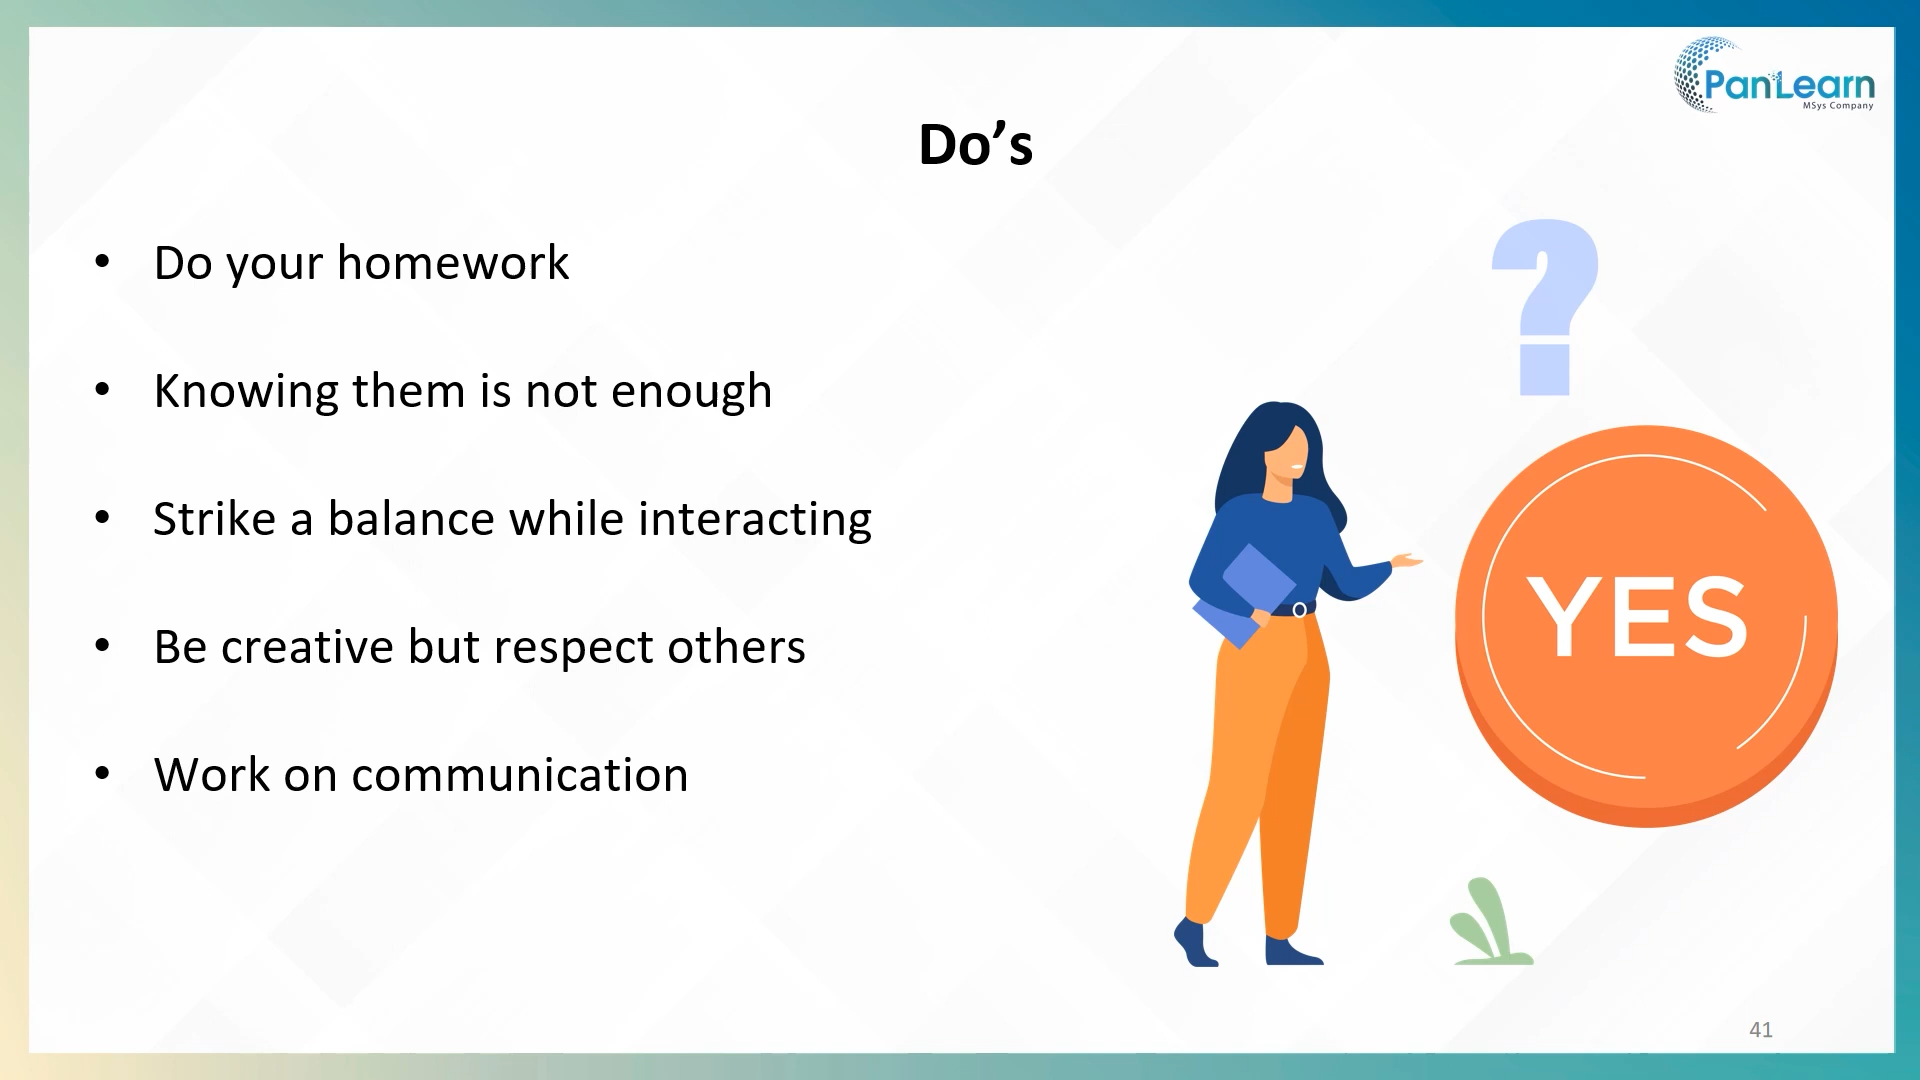 PanLearn
MSys Company
Do’s
• Do your homework
• Knowing them is not enough
• Strike a balance while interacting
• Be creative but respect others
• Work on communication
?
YES
41